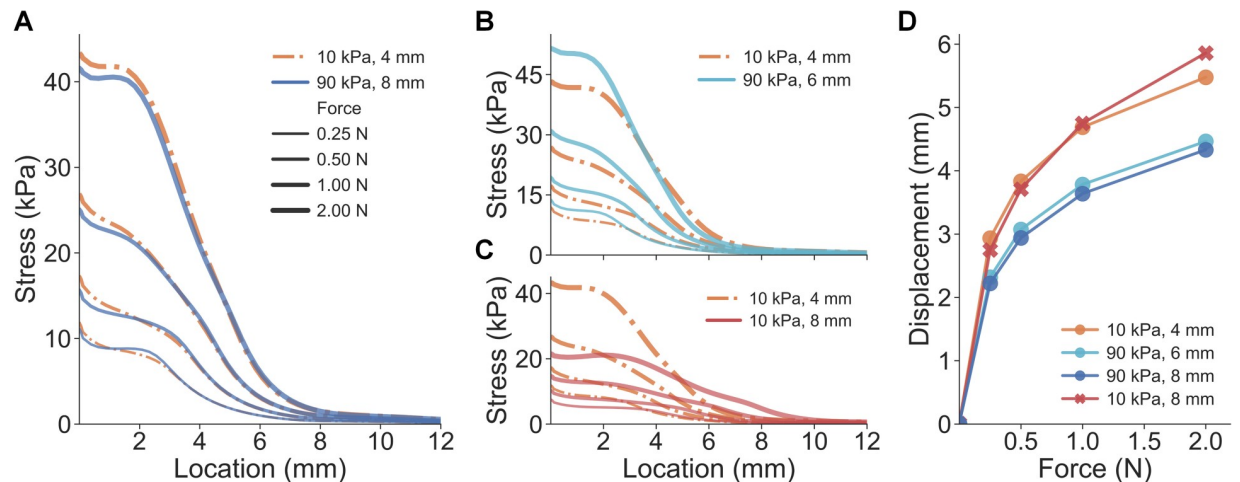 A
Stress (kPa)
40
30
20
10
0
2
4
6
8
10
12
Location (mm)
10 kPa, 4 mm
90 kPa, 8 mm
Force
0.25 N
0.50 N
1.00 N
2.00 N
B
Stress (kPa)
45
30
15
0
10 kPa, 4 mm
90 kPa, 6 mm
C
Stress (kPa)
40
20
0
2
4
6
8
10
12
Location (mm)
10 kPa, 4 mm
10 kPa, 8 mm
D
Displacement (mm)
6
5
4
3
2
1
0
0.5
1.0
1.5
2.0
Force (N)
10 kPa, 4 mm
90 kPa, 6 mm
90 kPa, 8 mm
10 kPa, 8 mm